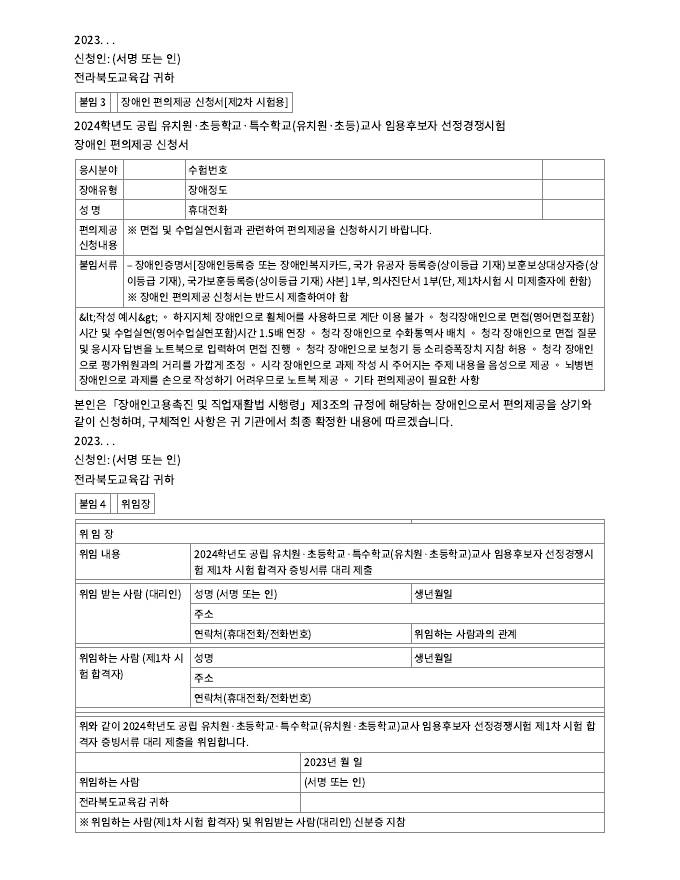 2023. . .
신청인: (서명 또는 인)
전라북도교육감 귀하
붙임 3 장애인 편의제공 신청서[제2차 시험용]
2024학년도 공립 유치원·초등학교·특수학교(유치원·초등)교사 임용후보자 선정경쟁시험
장애인 편의제공 신청서
응시분야 수험번호
장애유형 장애정도
성 명 휴대전화
편의제공 ※ 면접 및 수업실연시험과 관련하여 편의제공을 신청하시기 바랍니다.
신청내용
붙임서류 – 장애인증명서[장애인등록증 또는 장애인복지카드, 국가 유공자 등록증(상이등급 기재) 보훈보상대상자증(상
이등급 기재), 국가보훈등록증(상이등급 기재) 사본] 1부, 의사진단서 1부(단, 제1차시험 시 미제출자에 한함)
※ 장애인 편의제공 신청서는 반드시 제출하여야 함
&lt;작성 예시&gt; ◦ 하지지체 장애인으로 휠체어를 사용하므로 계단 이용 불가 ◦ 청각장애인으로 면접(영어면접포함)
시간 및 수업실연(영어수업실연포함)시간 1.5배 연장 ◦ 청각 장애인으로 수화통역사 배치 ◦ 청각 장애인으로 면접 질문
및 응시자 답변을 노트북으로 입력하여 면접 진행 ◦ 청각 장애인으로 보청기 등 소리증폭장치 지참 허용 ◦ 청각 장애인
으로 평가위원과의 거리를 가깝게 조정 ◦ 시각 장애인으로 과제 작성 시 주어지는 주제 내용을 음성으로 제공 ◦ 뇌병변
장애인으로 과제를 손으로 작성하기 어려우므로 노트북 제공 ◦ 기타 편의제공이 필요한 사항
본인은「장애인고용촉진 및 직업재활법 시행령」제3조의 규정에 해당하는 장애인으로서 편의제공을 상기와
같이 신청하며, 구체적인 사항은 귀 기관에서 최종 확정한 내용에 따르겠습니다.
2023. . .
신청인: (서명 또는 인)
전라북도교육감 귀하
붙임 4 위임장
위 임 장
위임 내용 2024학년도 공립 유치원·초등학교·특수학교(유치원·초등학교)교사 임용후보자 선정경쟁시
험 제1차 시험 합격자 증빙서류 대리 제출
위임 받는 사람 (대리인) 성명 (서명 또는 인) 생년월일
주소
연락처(휴대전화/전화번호) 위임하는 사람과의 관계
위임하는 사람 (제1차 시 성명 생년월일
험 합격자)
주소
연락처(휴대전화/전화번호)
위와 같이 2024학년도 공립 유치원·초등학교·특수학교(유치원·초등학교)교사 임용후보자 선정경쟁시험 제1차 시험 합
격자 증빙서류 대리 제출을 위임합니다.
2023년 월 일
위임하는 사람 (서명 또는 인)
전라북도교육감 귀하
※ 위임하는 사람(제1차 시험 합격자) 및 위임받는 사람(대리인) 신분증 지참